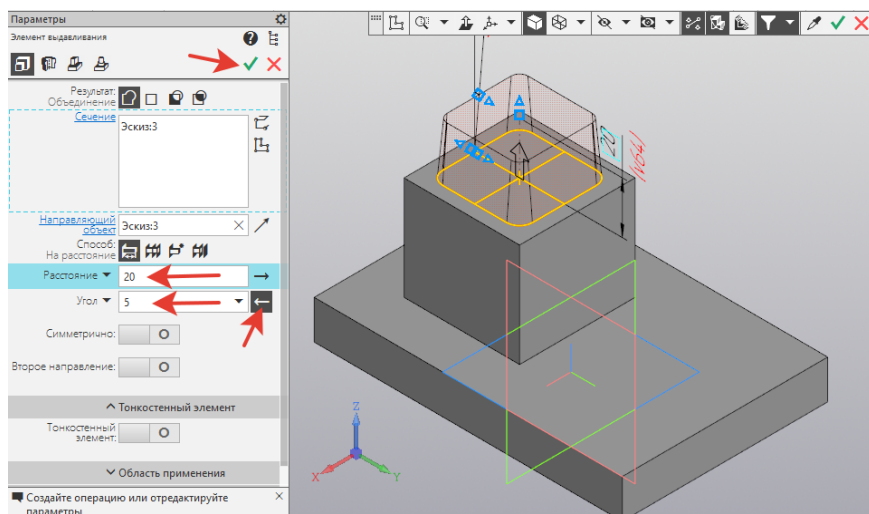 Параметры
Элемент выдавливания
Результат:
Объединение
Сечение
Эскиз:3
Направляющий
объект
Эскиз:3
Способ:
На расстояние
Расстояние
20
Угол
5
Симметрично:
Второе направление:
Тонкостенный элемент
Тонкостенный
элемент:
Область применения
Создайте операцию или отредактируйте
параметры
20
Z
X
Y